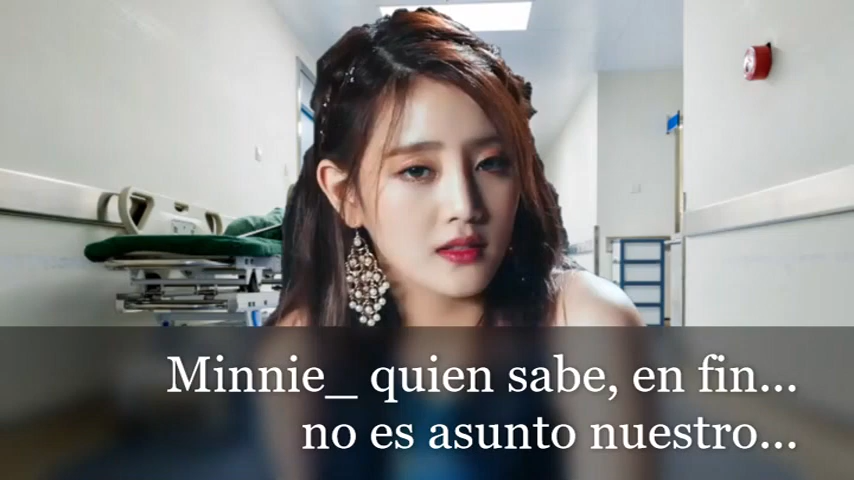 Minnie_ quien sabe, en fin...
no es asunto nuestro...